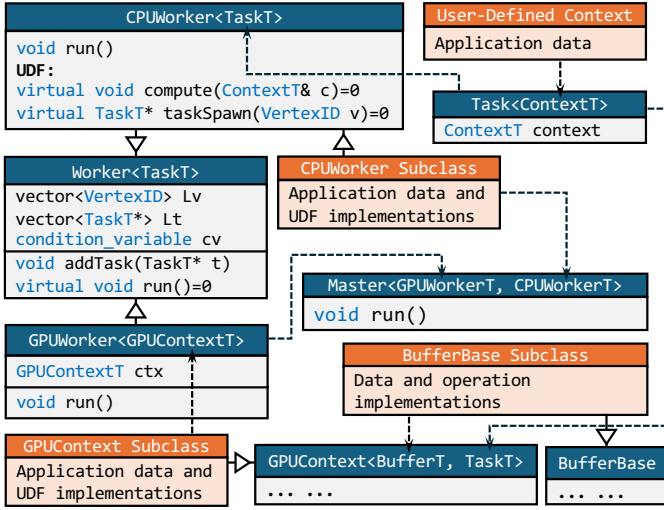 CPUWorker<TaskT>
void run()
UDF:
virtual void compute(ContextT& c)=0
virtual TaskT* taskSpawn(VertexID v)=0
User-Defined Context
Application data
Task<ContextT>
ContextT context
Worker<TaskT>
vector<VertexID> Lv
vector<TaskT*> Lt
condition_variable cv
void addTask(TaskT* t)
virtual void run()=0
CPUWorker Subclass
Application data and
UDF implementations
Master<GPUWorkerT, CPUWorkerT>
void run()
GPUWorker<GPUContextT>
GPUContextT ctx
void run()
BufferBase Subclass
Data and operation
implementations
GPUContext Subclass
Application data and
UDF implementations
GPUContext<BufferT, TaskT>
... ...
BufferBase
... ...